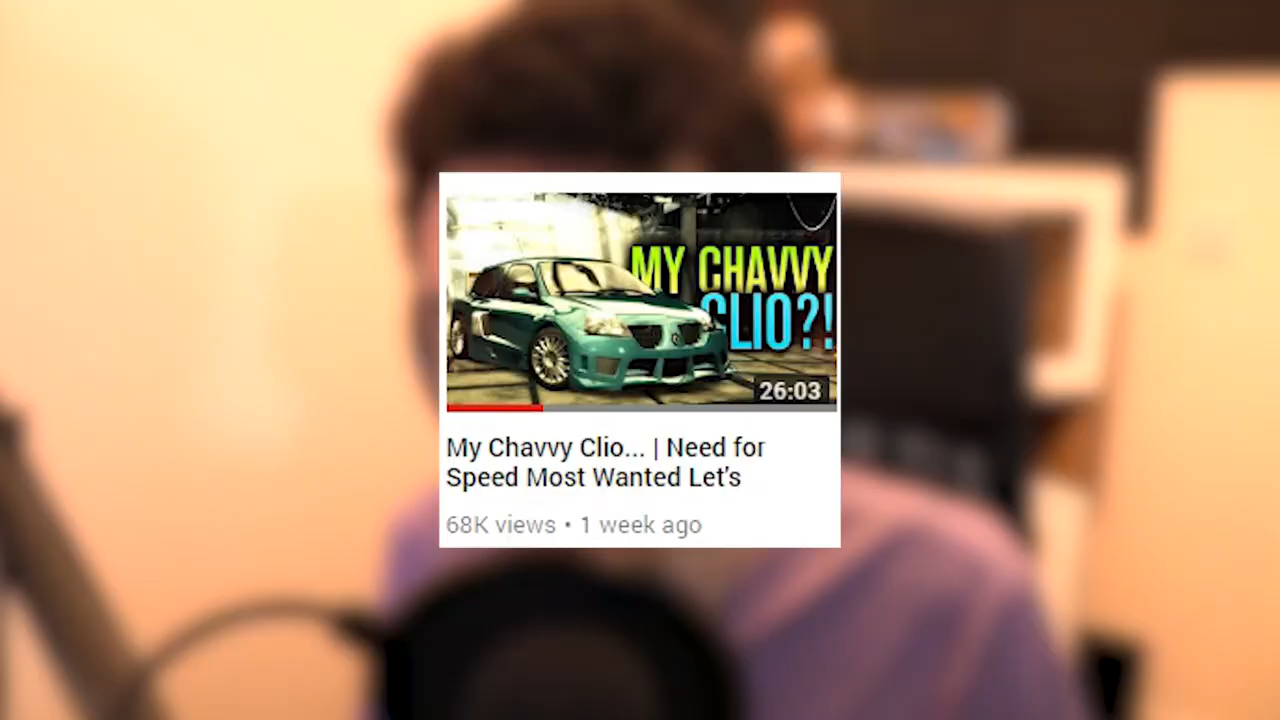 MY CHAVVY
CLIO?!
26:03
My Chavvy Clio... | Need for
Speed Most Wanted Let's
68K views • 1 week ago